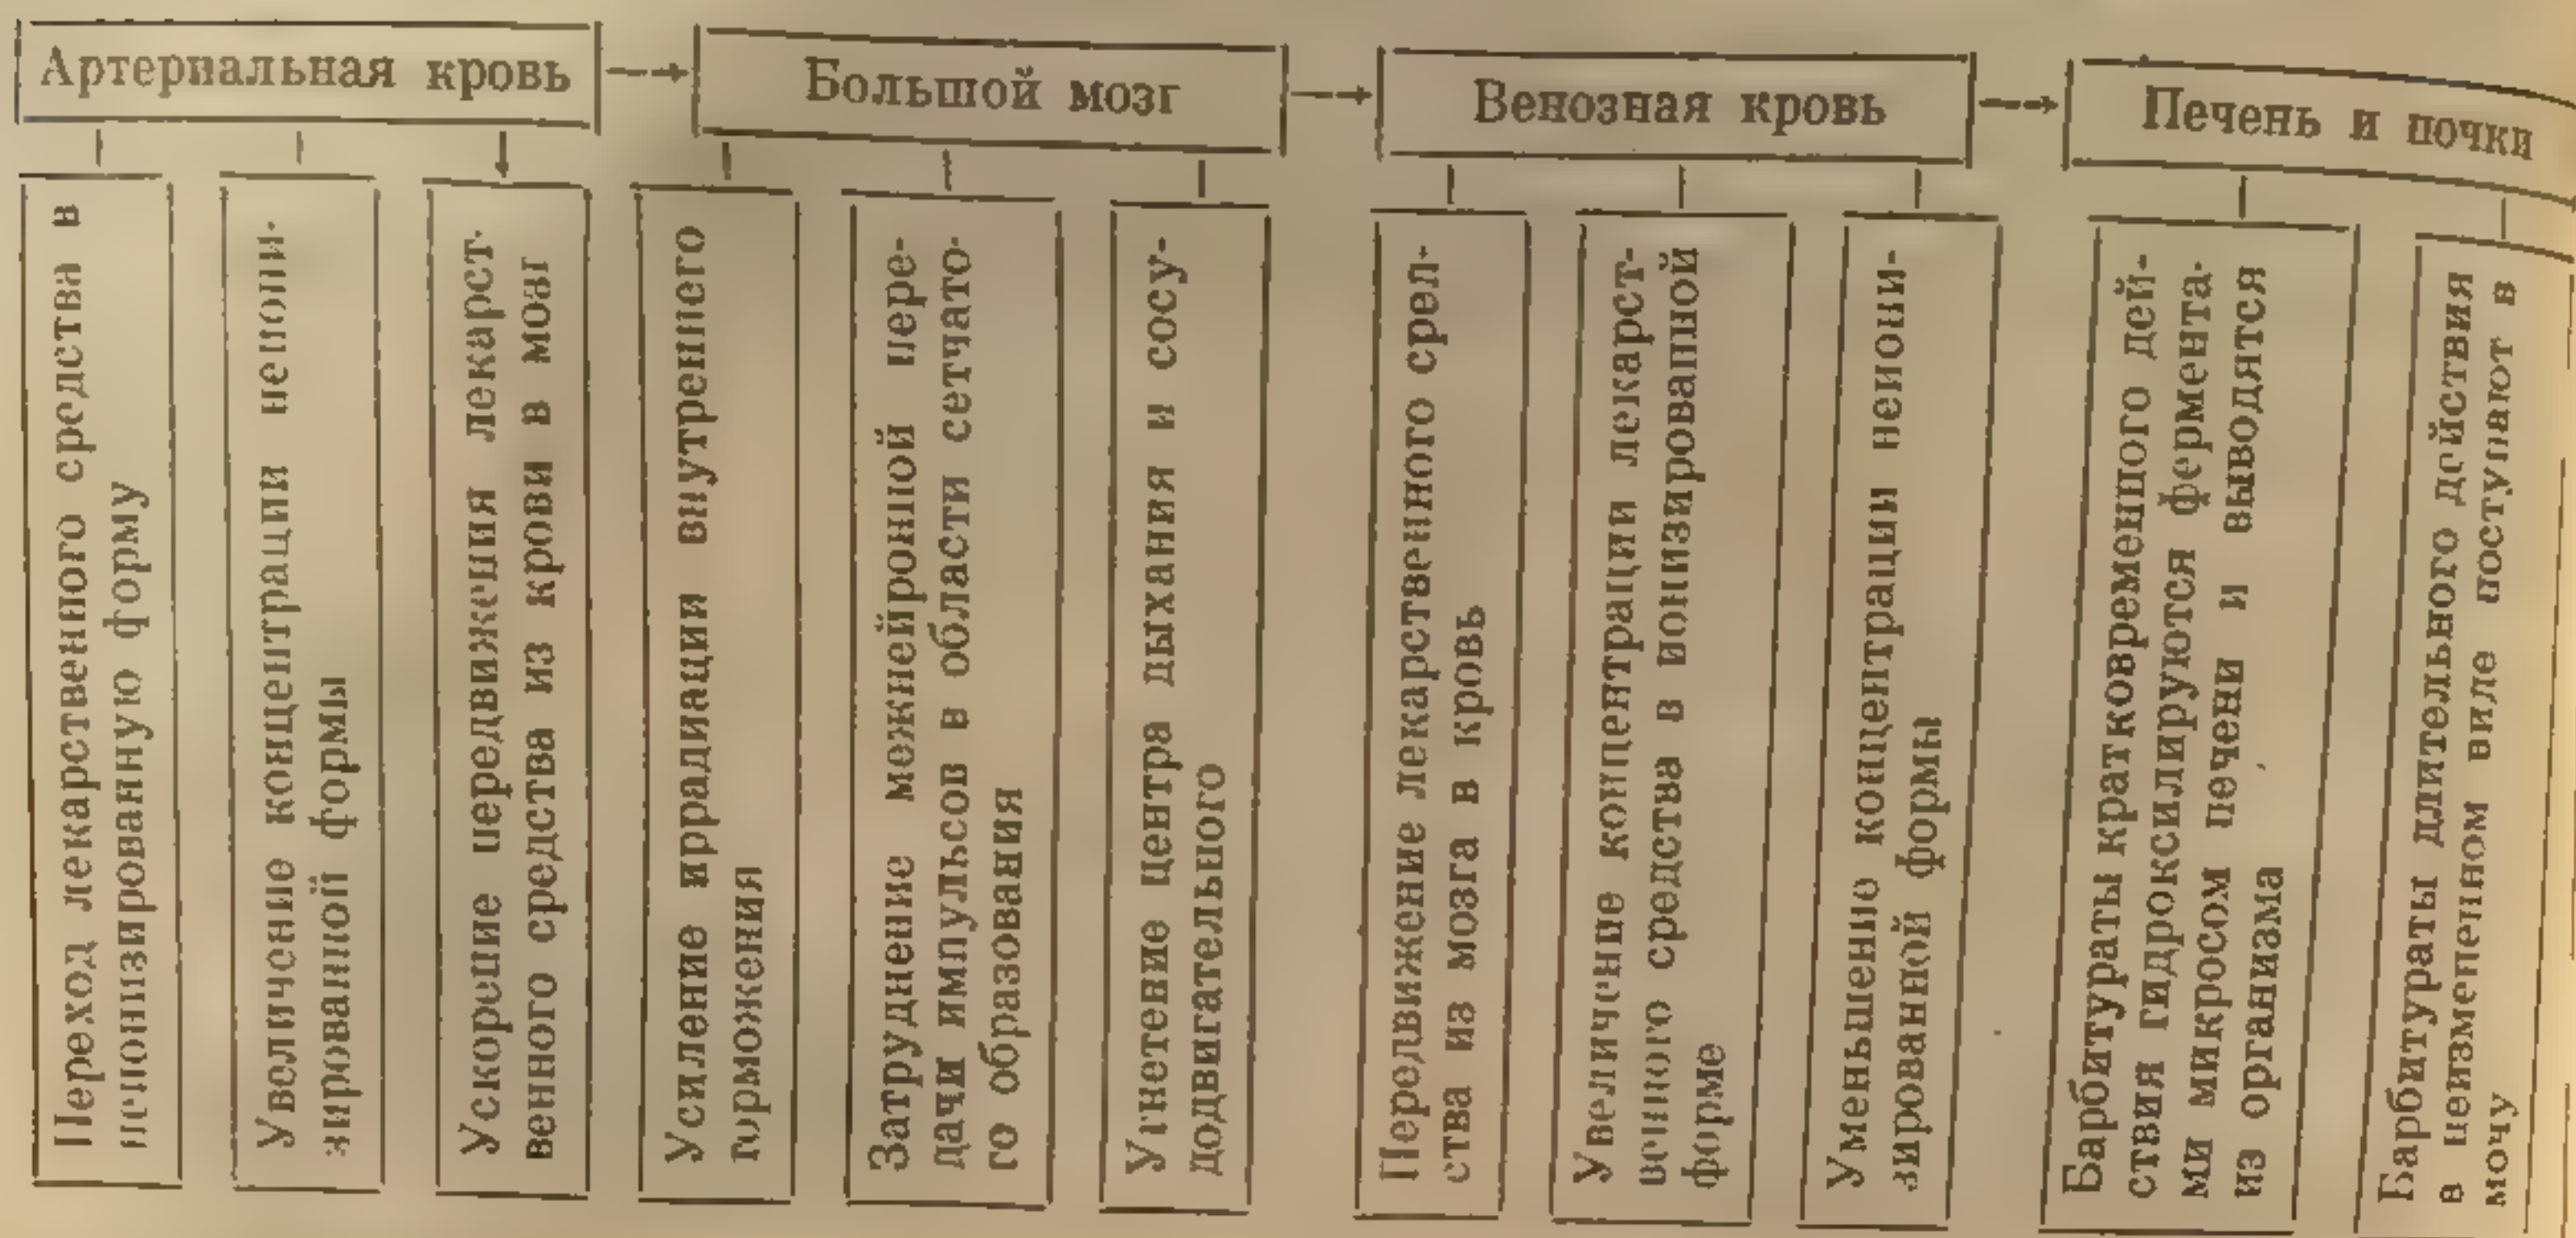 Артериальная кровь
Большой мозг
Венозная кровь
Печень и почки
Переход лекарственного средства в
неионизированную форму
Увеличение концентрации неиони-
зированной формы
Ускорение передвижения лекарст-
венного средства из крови в мозг
Усиление иррадиации внутреннего
торможения
Затруднение межнейронной пере-
дачи импульсов в области сетчато-
го образования
Угнетение центра дыхания и сосу-
додвигательного
Передвижение лекарственного сред-
ства из мозга в кровь
Увеличение концентрации лекарст-
венного средства в ионизированной
форме
Уменьшение концентрации неиони-
зированной формы
Барбитураты кратковременного дей-
ствия гидроксилируются фермента-
ми микросом печени и выводятся
из организма
Барбитураты длительного действия
в неизмененном виде поступают в
мочу